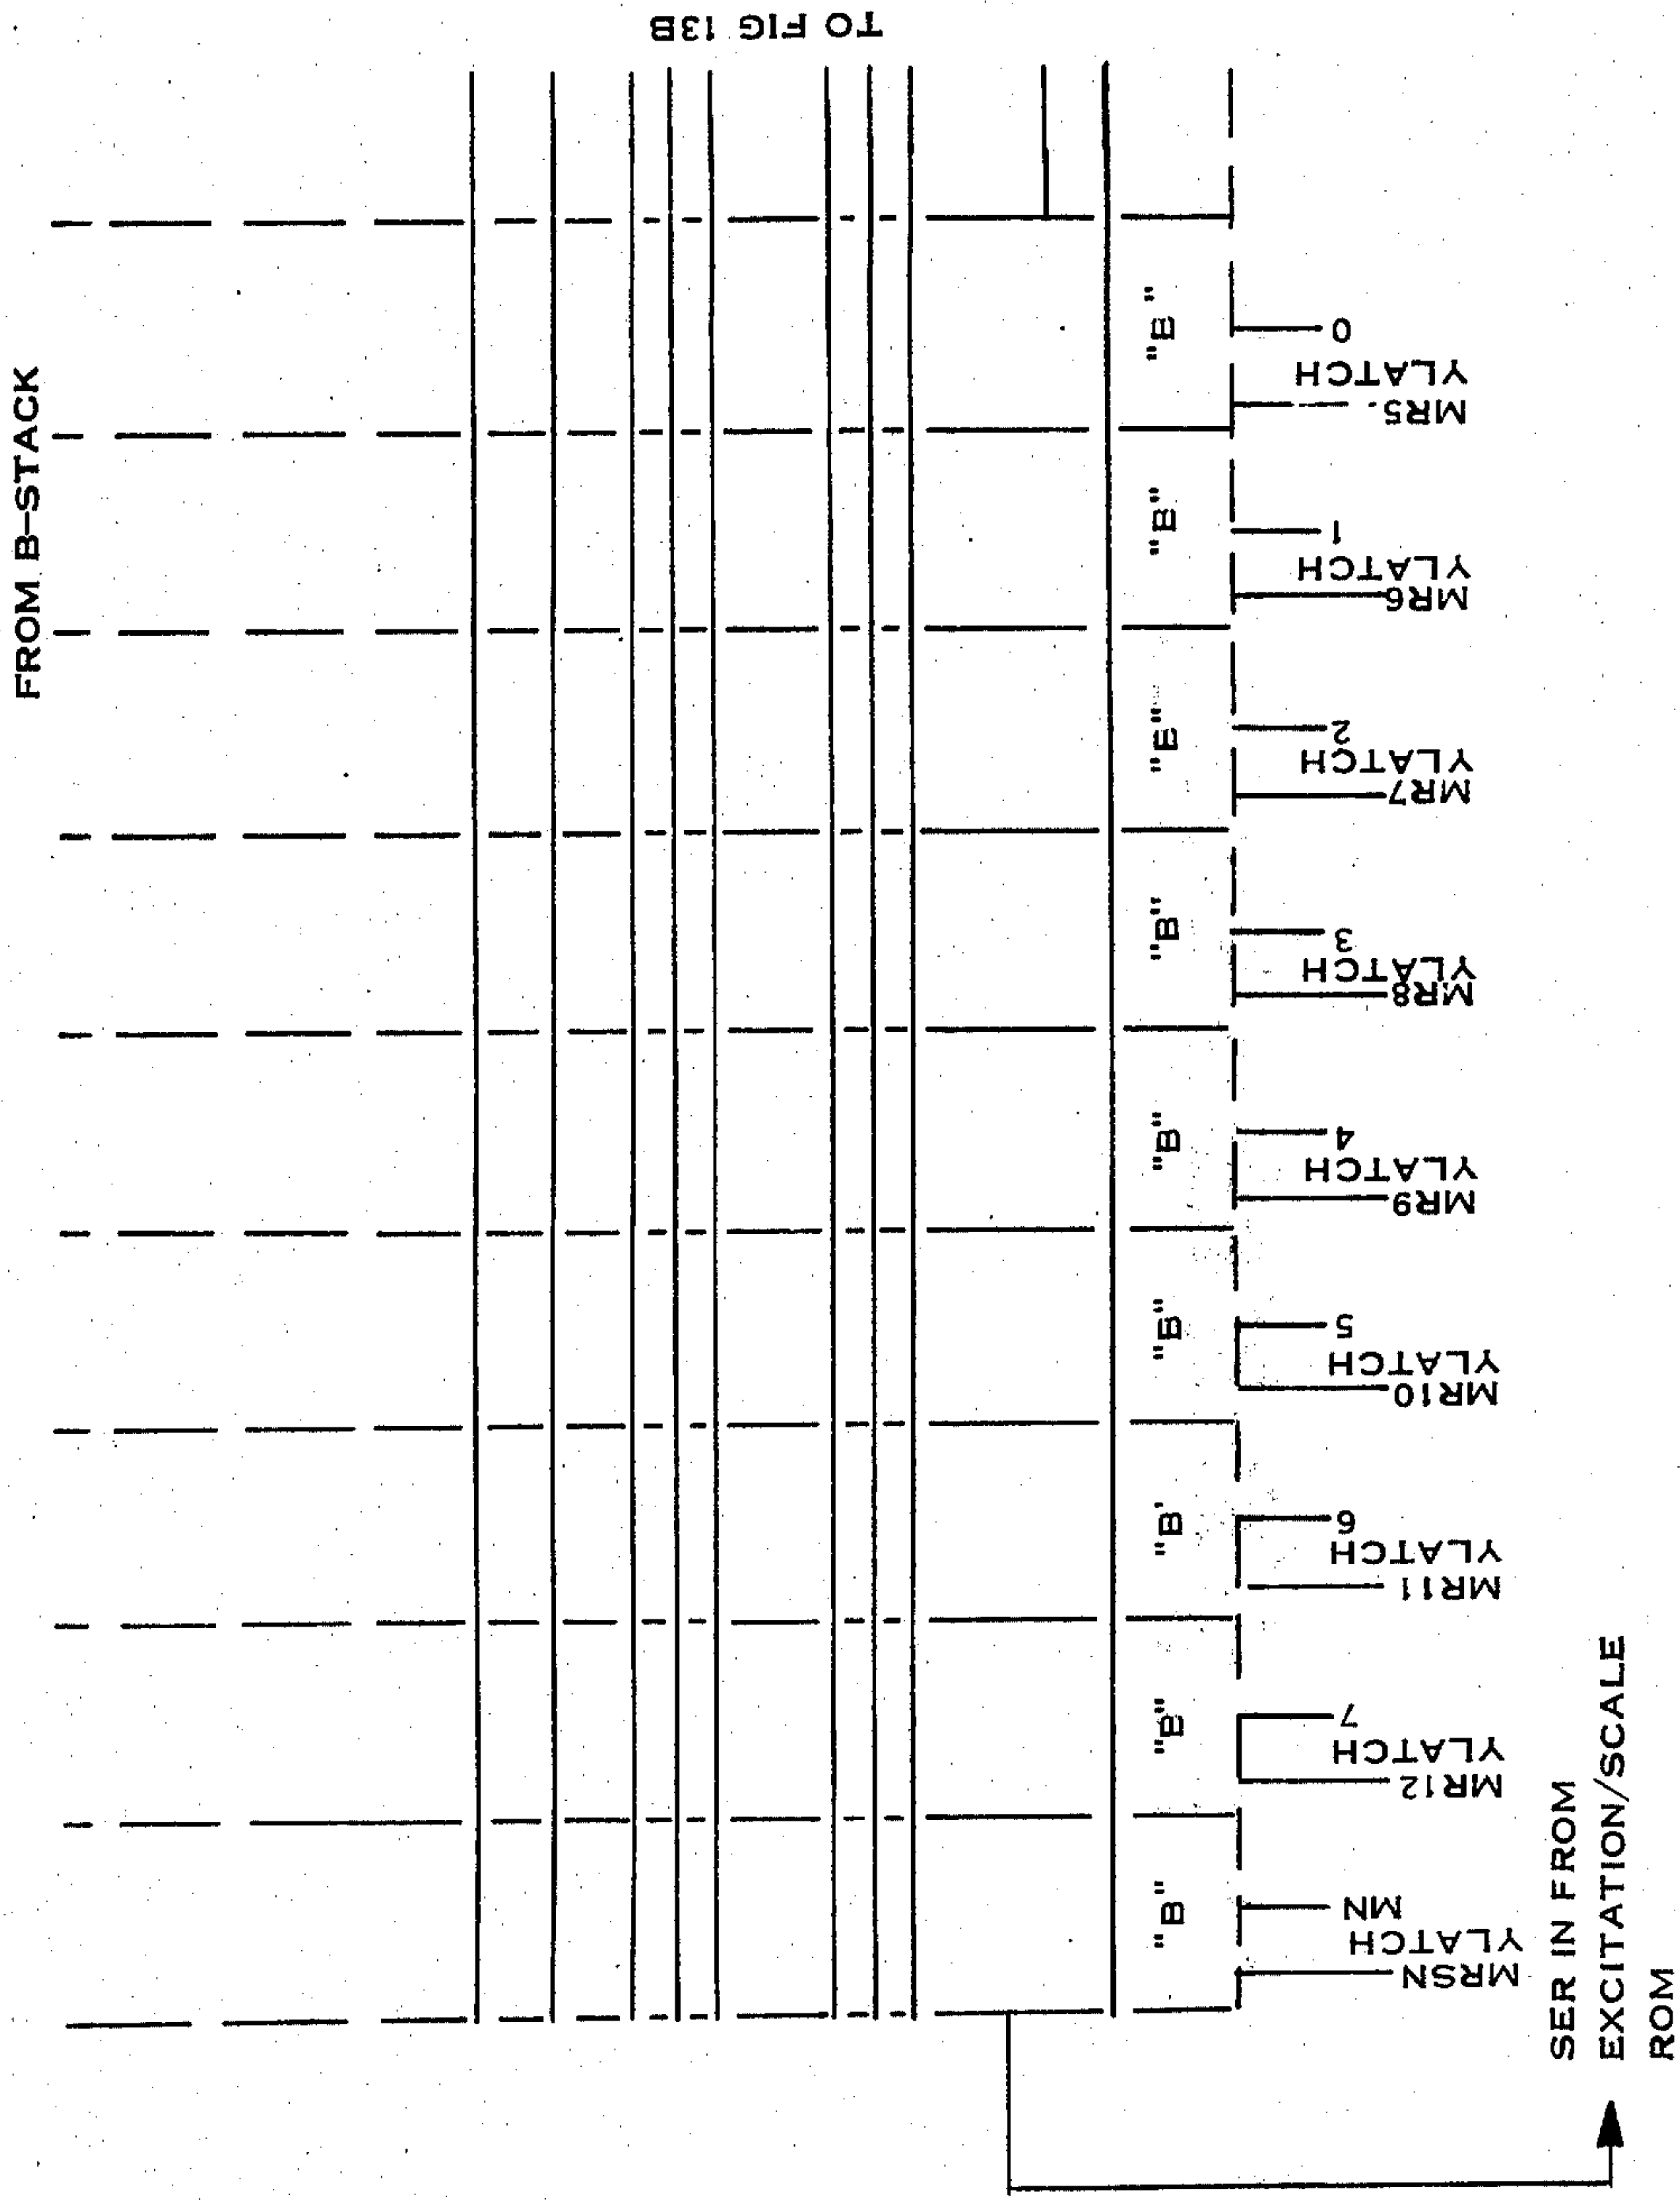 FROM B-STACK
TO FIG 13B
"B"
"B"
"B'
"B"
"B"
"B"
"E"
"B"
"E"
MRSN
YLATCH
MN
MR12
YLATCH
7
MR11
YLATCH
6
MR10
YLATCH
5
MR9
YLATCH
4
MR8
YLATCH
3
MR7
YLATCH
2
MR6
YLATCH
1
MR5
YLATCH
0
SER IN FROM
EXCITATION/SCALE
ROM